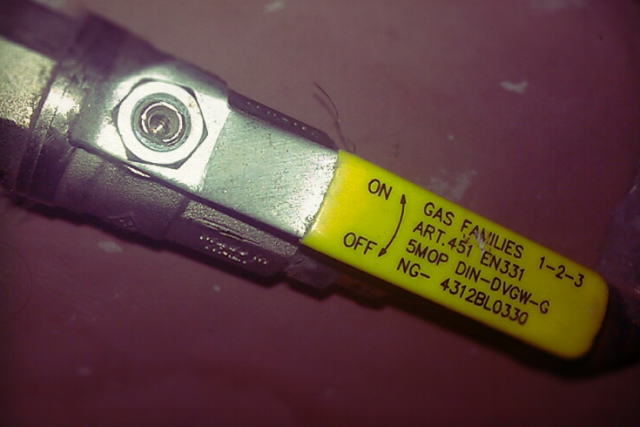 ON
OFF
GAS FAMILIES 1-2-3
ART.451 EN331
5MOP DIN-DVGW-G
NG- 4312BL0330